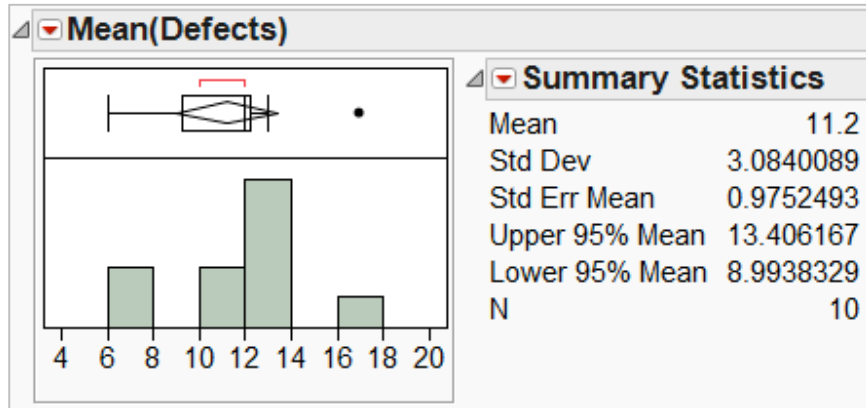 Mean(Defects)
Summary Statistics
Mean 11.2
Std Dev 3.0840089
Std Err Mean 0.9752493
Upper 95% Mean 13.406167
Lower 95% Mean 8.9938329
N 10
4 6 8 10 12 14 16 18 20